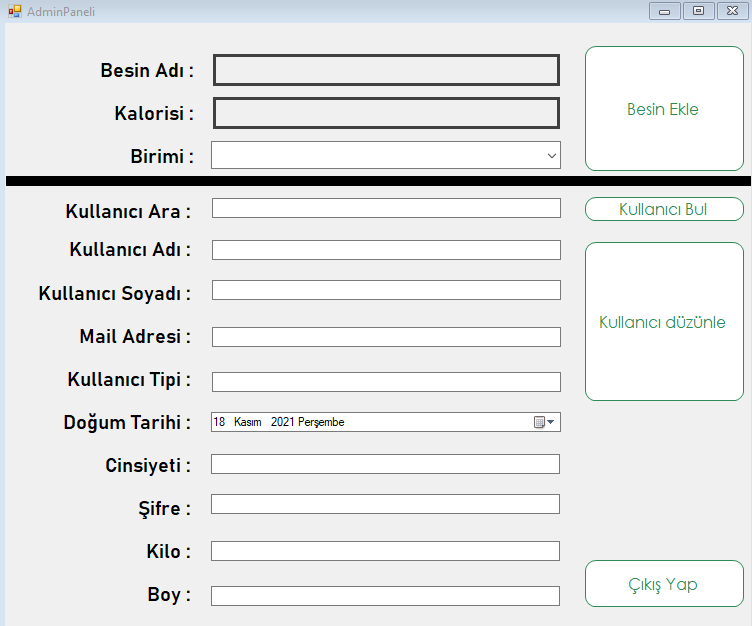 AdminPaneli
Besin Adı :
Besin Ekle
Kalorisi :
Birimi :
Kullanıcı Ara :
Kullanıcı Bul
Kullanıcı Adı :
Kullanıcı Soyadı :
Kullanıcı düzünle
Mail Adresi :
Kullanıcı Tipi :
Doğum Tarihi :
18 Kasım 2021 Perşembe
Cinsiyeti :
Şifre :
Kilo :
Boy :
Çıkış Yap